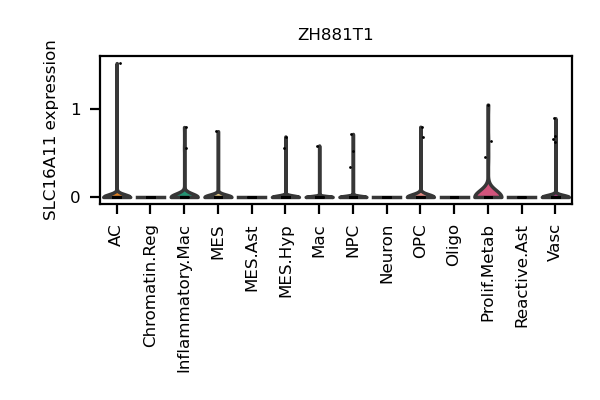 ZH881T1
SLC16A11 expression
1
0
AC
Chromatin.Reg
Inflammatory.Mac
MES
MES.Ast
MES.Hyp
Mac
NPC
Neuron
OPC
Oligo
Prolif.Metab
Reactive.Ast
Vasc